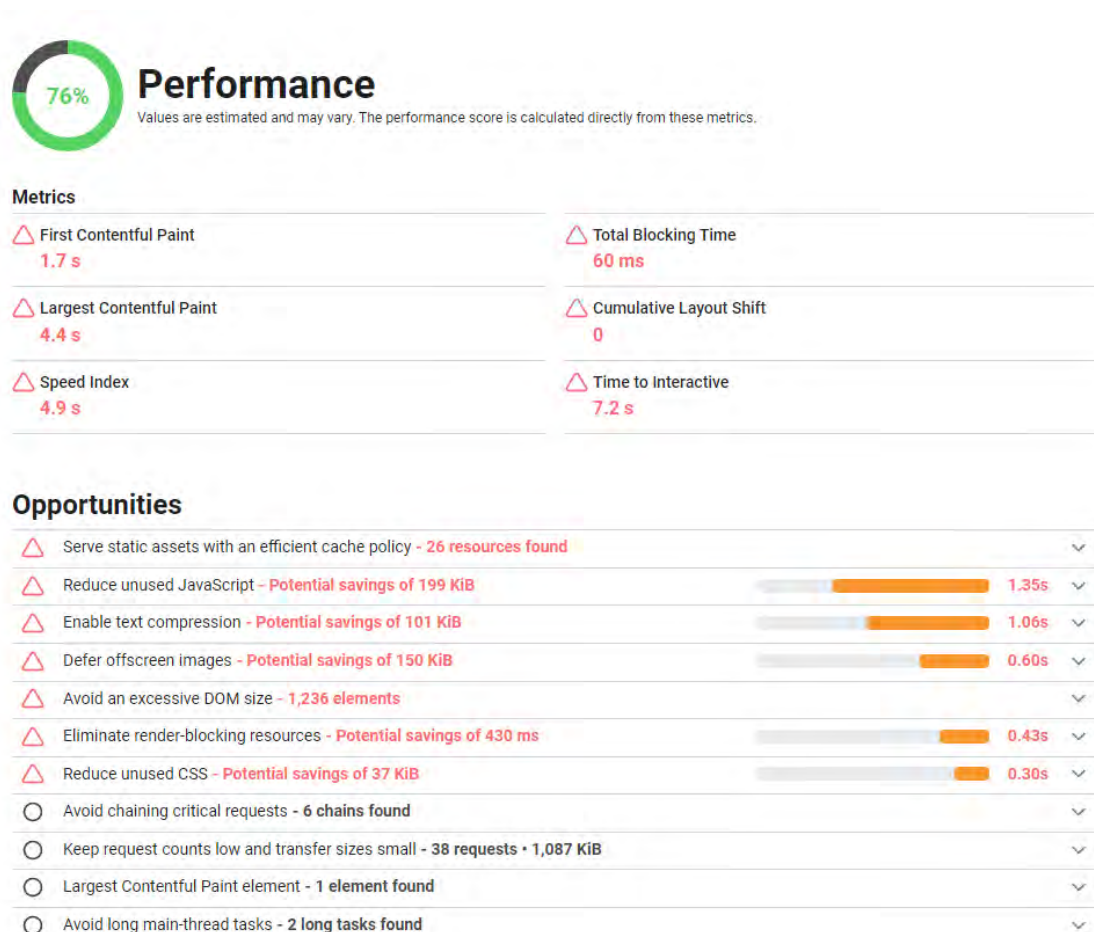 76%
Performance
Values are estimated and may vary. The performance score is calculated directly from these metrics.
Metrics
First Contentful Paint
1.7 s
Total Blocking Time
60 ms
Largest Contentful Paint
4.4 s
Cumulative Layout Shift
0
Speed Index
4.9 s
Time to Interactive
7.2 s
Opportunities
Serve static assets with an efficient cache policy - 26 resources found
Reduce unused JavaScript - Potential savings of 199 KiB 1.35s
Enable text compression - Potential savings of 101 KiB 1.06s
Defer offscreen images - Potential savings of 150 KiB 0.60s
Avoid an excessive DOM size - 1,236 elements
Eliminate render-blocking resources - Potential savings of 430 ms 0.43s
Reduce unused CSS - Potential savings of 37 KiB 0.30s
Avoid chaining critical requests - 6 chains found
Keep request counts low and transfer sizes small - 38 requests • 1,087 KiB
Largest Contentful Paint element - 1 element found
Avoid long main-thread tasks - 2 long tasks found